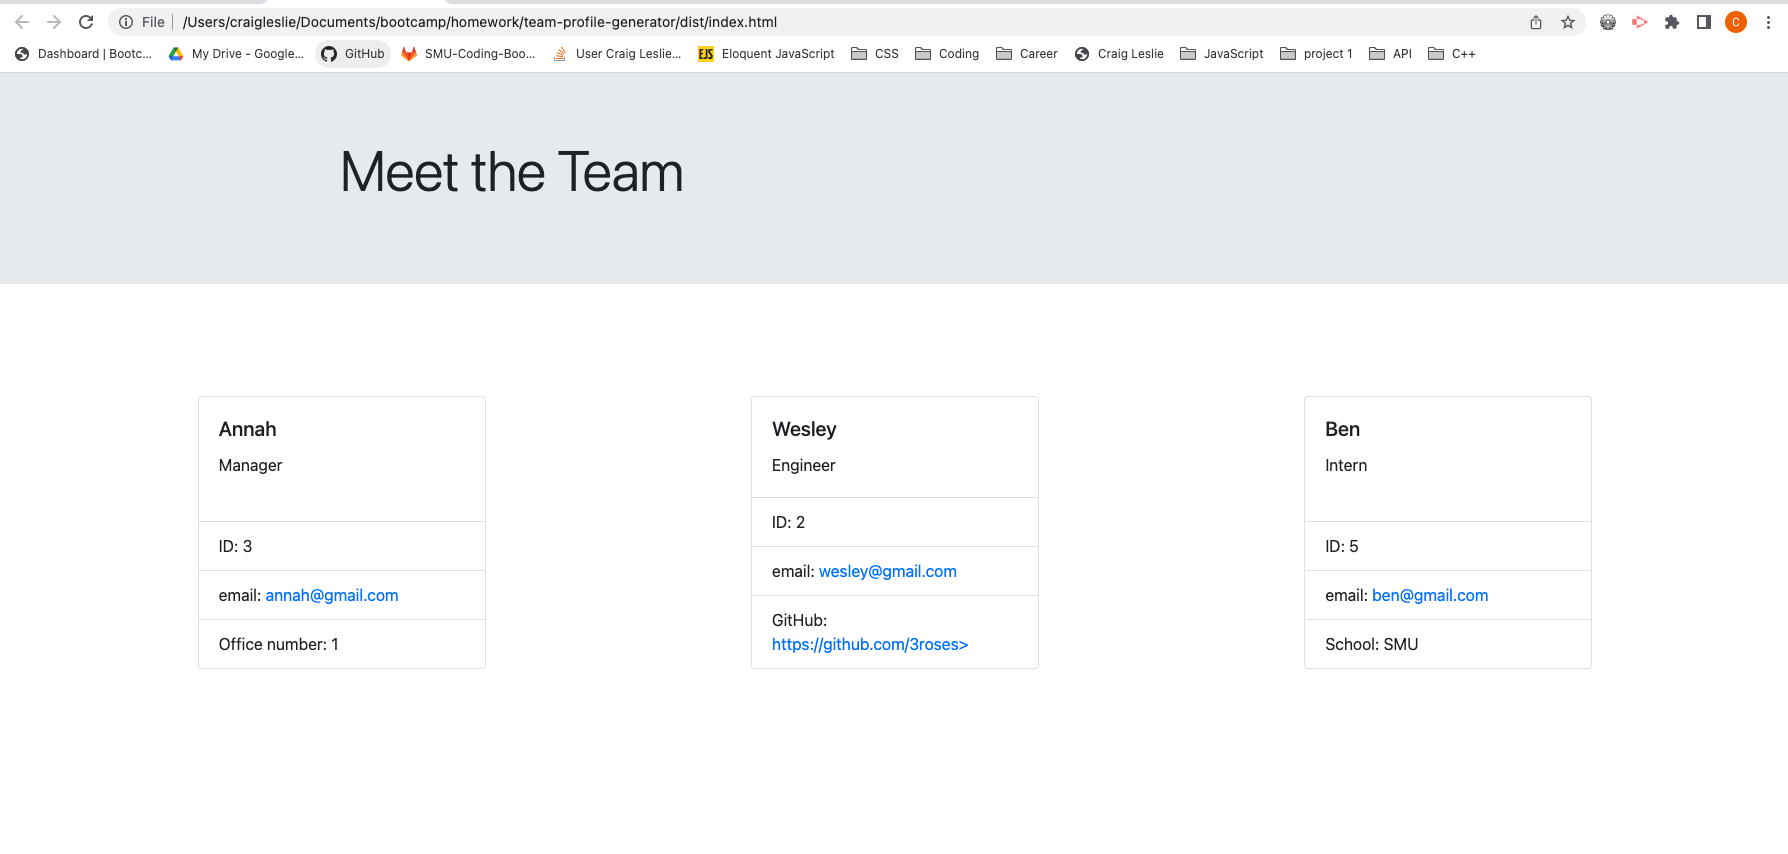 File /Users/craigleslie/Documents/bootcamp/homework/team-profile-generator/dist/index.html C
Dashboard | Bootc... My Drive - Google... GitHub SMU-Coding-Boo... User Craig Leslie... EJS Eloquent JavaScript CSS Coding Career Craig Leslie JavaScript project 1 API C++
Meet the Team
Annah
Manager
ID: 3
email: annah@gmail.com
Office number: 1
Wesley
Engineer
ID: 2
email: wesley@gmail.com
GitHub:
https://github.com/3roses>
Ben
Intern
ID: 5
email: ben@gmail.com
School: SMU